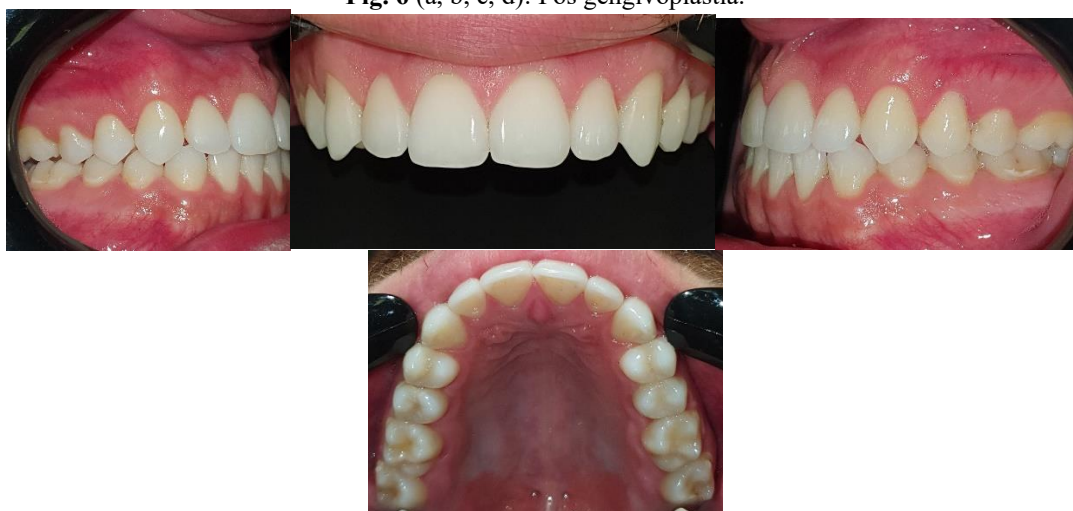 Fig. 6 (a, b, c, d): Pós gengivoplastia.